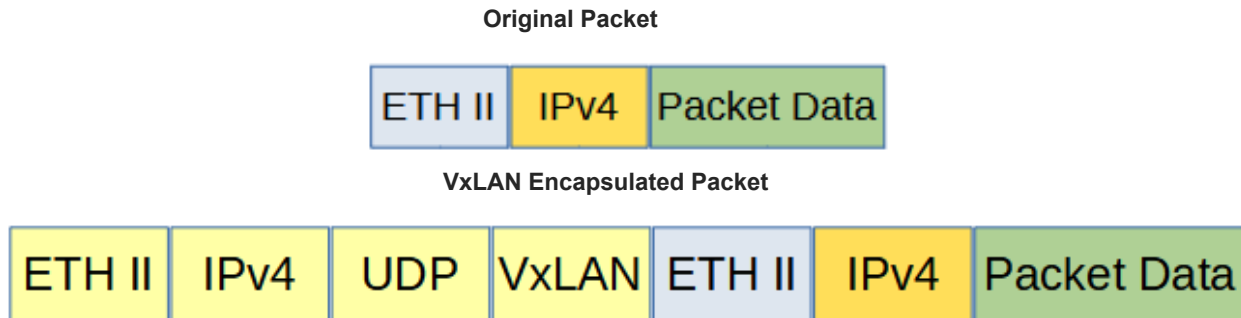 Original Packet
ETH II IPv4 Packet Data
VxLAN Encapsulated Packet
ETH II IPv4 UDP VxLAN ETH II IPv4 Packet Data